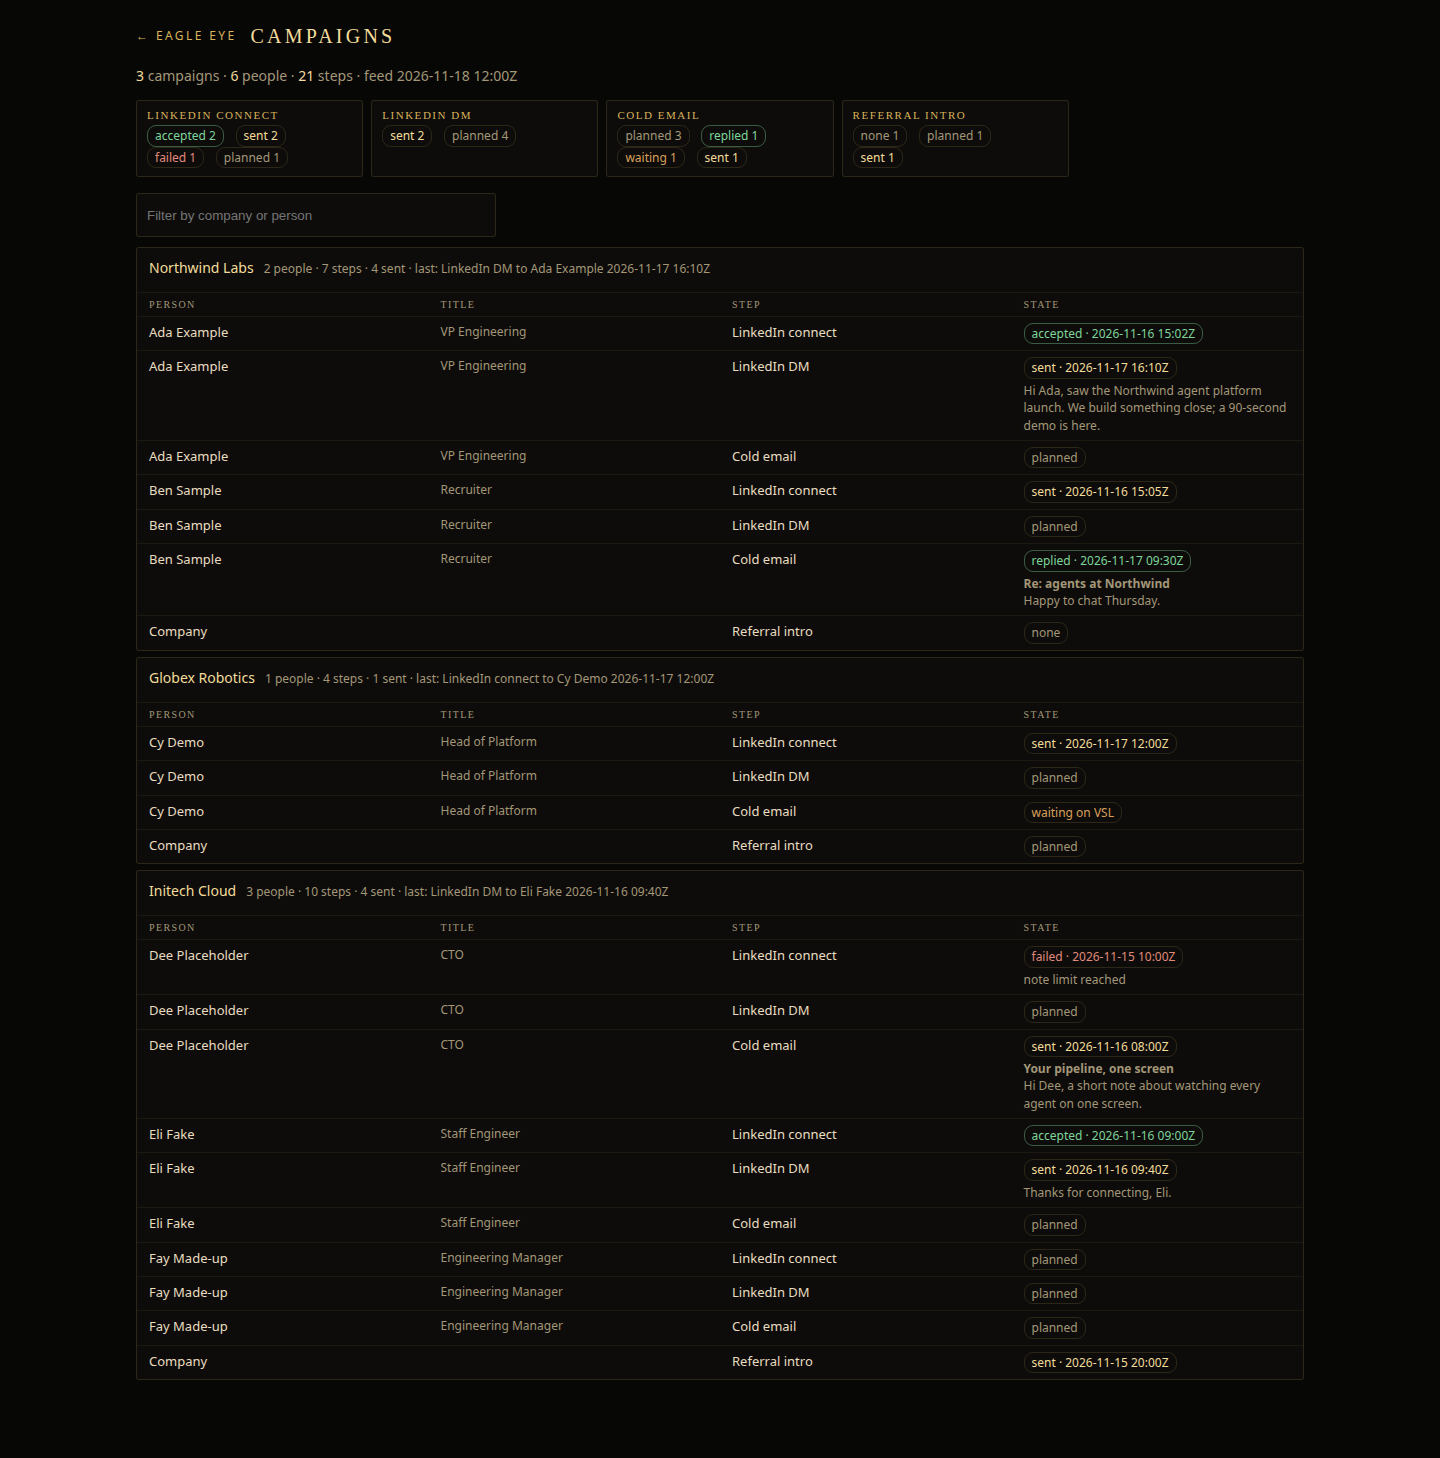 ← EAGLE EYE CAMPAIGNS
3 campaigns · 6 people · 21 steps · feed 2026-11-18 12:00Z
LINKEDIN CONNECT
accepted 2 sent 2
failed 1 planned 1
LINKEDIN DM
sent 2 planned 4
COLD EMAIL
planned 3 replied 1
waiting 1 sent 1
REFERRAL INTRO
none 1 planned 1
sent 1
Filter by company or person
Northwind Labs 2 people · 7 steps · 4 sent · last: LinkedIn DM to Ada Example 2026-11-17 16:10Z
PERSON TITLE STEP STATE
Ada Example VP Engineering LinkedIn connect accepted · 2026-11-16 15:02Z
Ada Example VP Engineering LinkedIn DM sent · 2026-11-17 16:10Z
Hi Ada, saw the Northwind agent platform
launch. We build something close; a 90-second
demo is here.
Ada Example VP Engineering Cold email planned
Ben Sample Recruiter LinkedIn connect sent · 2026-11-16 15:05Z
Ben Sample Recruiter LinkedIn DM planned
Ben Sample Recruiter Cold email replied · 2026-11-17 09:30Z
Re: agents at Northwind
Happy to chat Thursday.
Company Referral intro none
Globex Robotics 1 people · 4 steps · 1 sent · last: LinkedIn connect to Cy Demo 2026-11-17 12:00Z
PERSON TITLE STEP STATE
Cy Demo Head of Platform LinkedIn connect sent · 2026-11-17 12:00Z
Cy Demo Head of Platform LinkedIn DM planned
Cy Demo Head of Platform Cold email waiting on VSL
Company Referral intro planned
Initech Cloud 3 people · 10 steps · 4 sent · last: LinkedIn DM to Eli Fake 2026-11-16 09:40Z
PERSON TITLE STEP STATE
Dee Placeholder CTO LinkedIn connect failed · 2026-11-15 10:00Z
note limit reached
Dee Placeholder CTO LinkedIn DM planned
Dee Placeholder CTO Cold email sent · 2026-11-16 08:00Z
Your pipeline, one screen
Hi Dee, a short note about watching every
agent on one screen.
Eli Fake Staff Engineer LinkedIn connect accepted · 2026-11-16 09:00Z
Eli Fake Staff Engineer LinkedIn DM sent · 2026-11-16 09:40Z
Thanks for connecting, Eli.
Eli Fake Staff Engineer Cold email planned
Fay Made-up Engineering Manager LinkedIn connect planned
Fay Made-up Engineering Manager LinkedIn DM planned
Fay Made-up Engineering Manager Cold email planned
Company Referral intro sent · 2026-11-15 20:00Z